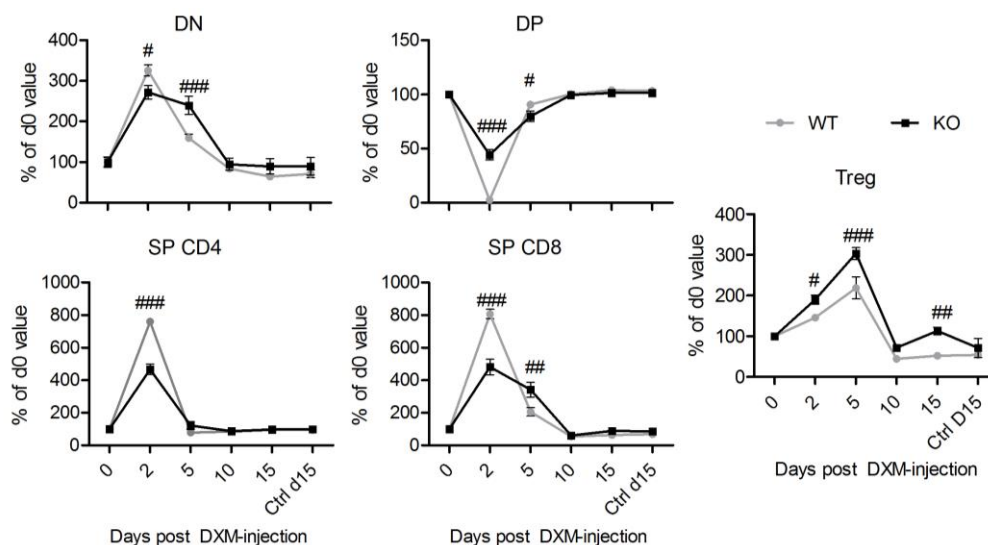 DN
% of d0 value
400
300
200
100
0
#
###
DP
% of d0 value
150
100
50
0
###
#
WT KO
SP CD4
% of d0 value
1000
800
600
400
200
0
###
0 2 5 10 15 Ctrl d15
Days post DXM-injection
SP CD8
% of d0 value
1000
800
600
400
200
0
###
##
0 2 5 10 15 Ctrl d15
Days post DXM-injection
Treg
% of d0 value
400
300
200
100
0
#
###
##
0 2 5 10 15 Ctrl D15
Days post DXM-injection